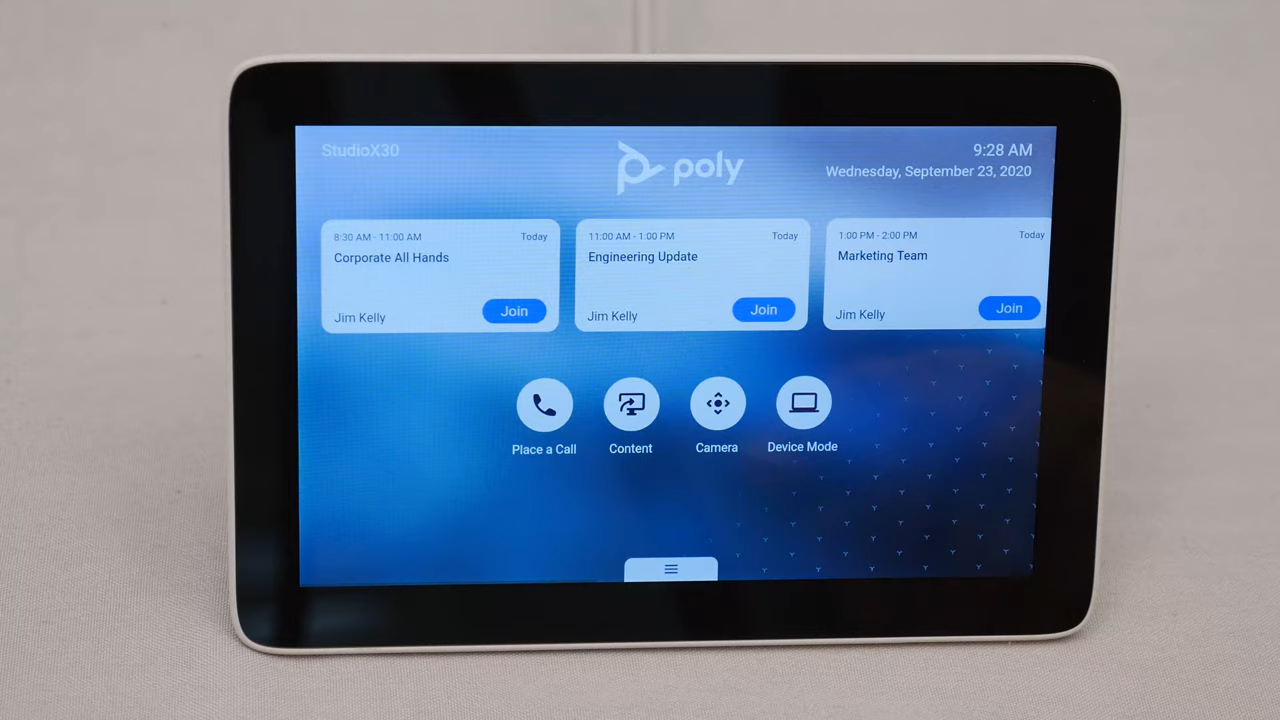 StudioX30
poly
9:28 AM
Wednesday, September 23, 2020
8:30 AM - 11:00 AM
Today
Corporate All Hands
Jim Kelly
Join
11:00 AM - 1:00 PM
Today
Engineering Update
Jim Kelly
Join
1:00 PM - 2:00 PM
Today
Marketing Team
Jim Kelly
Join
Place a Call
Content
Camera
Device Mode